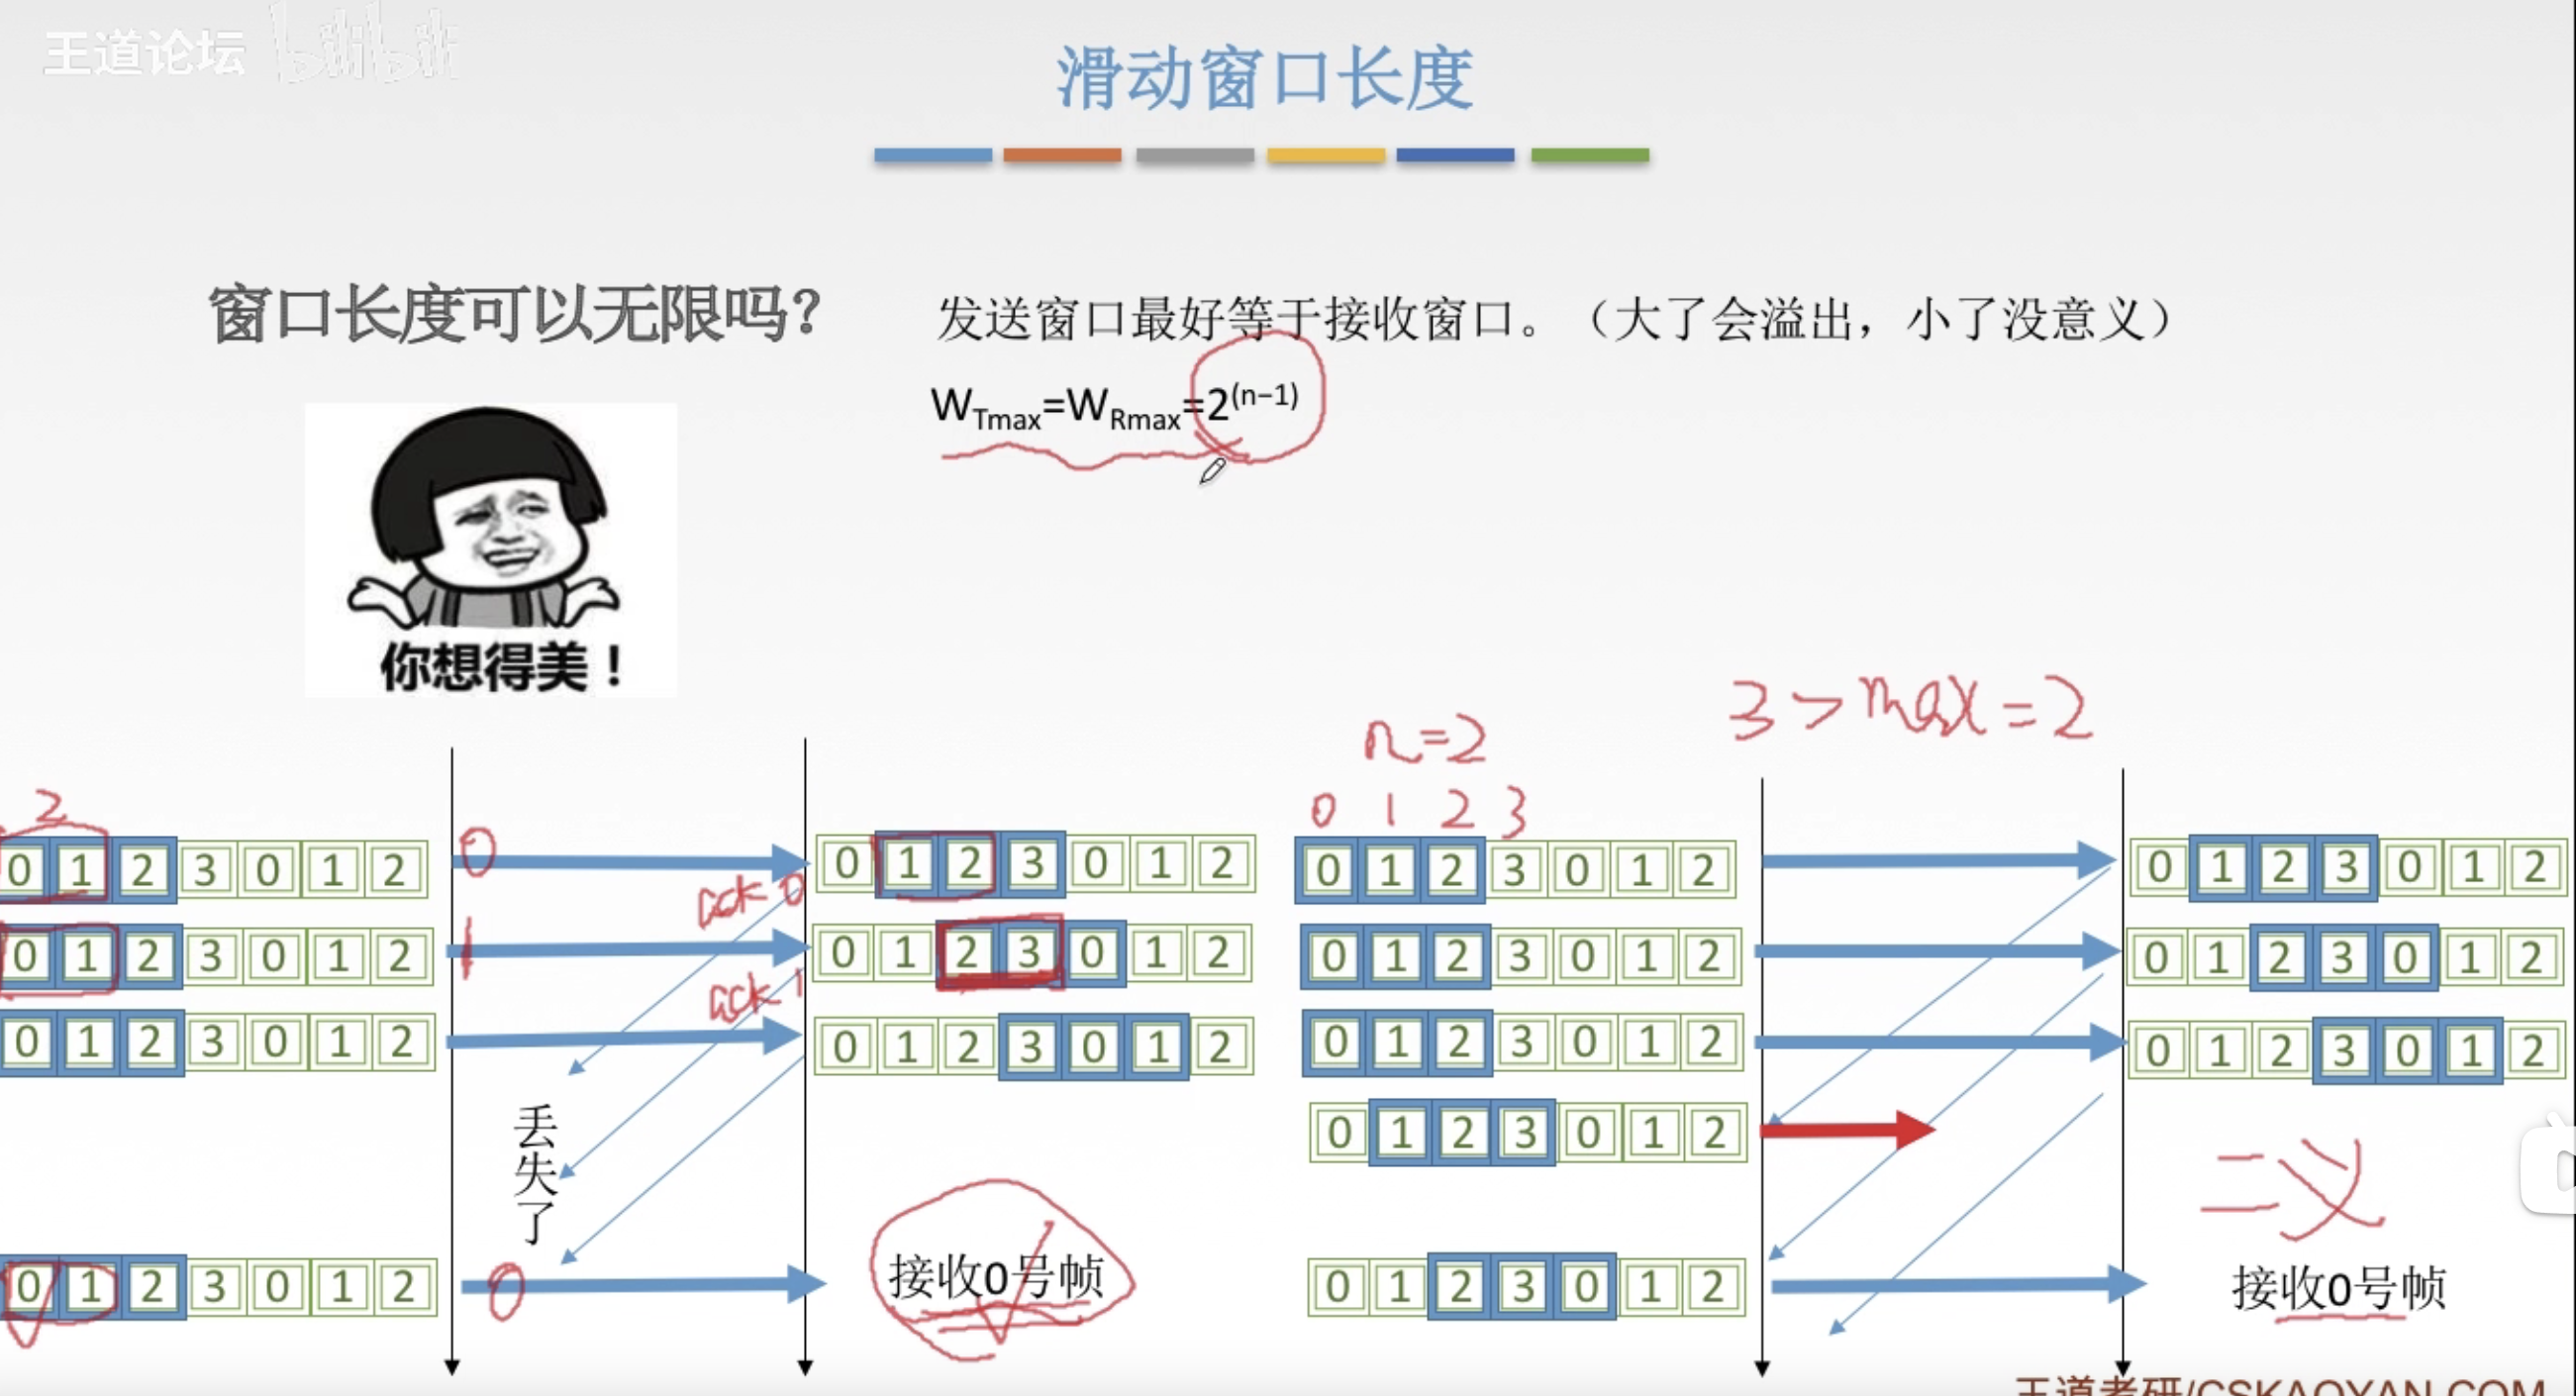 王道论坛 bilibili
滑动窗口长度
窗口长度可以无限吗？
发送窗口最好等于接收窗口。（大了会溢出，小了没意义）
W_Tmax=W_Rmax=2^(n−1)
你想得美！
n=2
3>max=2
2
0 1 2 3
0 1 2 3 0 1 2
0
0 1 2 3 0 1 2
0 1 2 3 0 1 2
0 1 2 3 0 1 2
ack 0
0 1 2 3 0 1 2
1
0 1 2 3 0 1 2
0 1 2 3 0 1 2
0 1 2 3 0 1 2
ack 1
0 1 2 3 0 1 2
0 1 2 3 0 1 2
0 1 2 3 0 1 2
0 1 2 3 0 1 2
丢失了
0 1 2 3 0 1 2
二义
0 1 2 3 0 1 2
0
接收0号帧
0 1 2 3 0 1 2
接收0号帧
王道考研/CSKAOYAN.COM